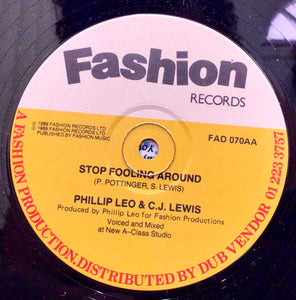 Fashion
RECORDS
℗ 1989 FASHION RECORDS LTD
© 1989 FASHION RECORDS LTD
PUBLISHED BY FASHION MUSIC
FAD 070AA
STOP FOOLING AROUND
(P. POTTINGER, S. LEWIS)
PHILLIP LEO & C.J. LEWIS
Produced by Phillip Leo for Fashion Productions
Voiced and Mixed
at New A-Class Studio
A FASHION PRODUCTION. DISTRIBUTED BY DUB VENDOR 01 223 3757